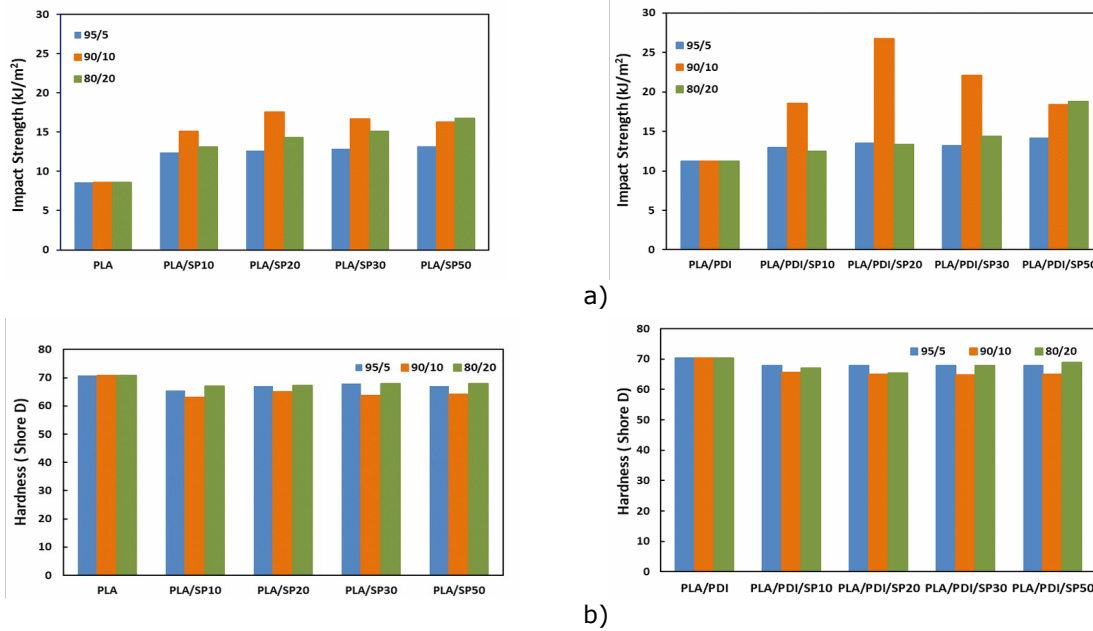 Impact Strength (kJ/m²)
30
25
20
15
10
5
0
95/5
90/10
80/20
PLA
PLA/SP10
PLA/SP20
PLA/SP30
PLA/SP50
Impact Strength (kJ/m²)
30
25
20
15
10
5
0
95/5
90/10
80/20
PLA/PDI
PLA/PDI/SP10
PLA/PDI/SP20
PLA/PDI/SP30
PLA/PDI/SP50
a)
Hardness ( Shore D)
80
70
60
50
40
30
20
10
0
95/5 90/10 80/20
PLA
PLA/SP10
PLA/SP20
PLA/SP30
PLA/SP50
Hardness ( Shore D)
80
70
60
50
40
30
20
10
0
95/5 90/10 80/20
PLA/PDI
PLA/PDI/SP10
PLA/PDI/SP20
PLA/PDI/SP30
PLA/PDI/SP50
b)